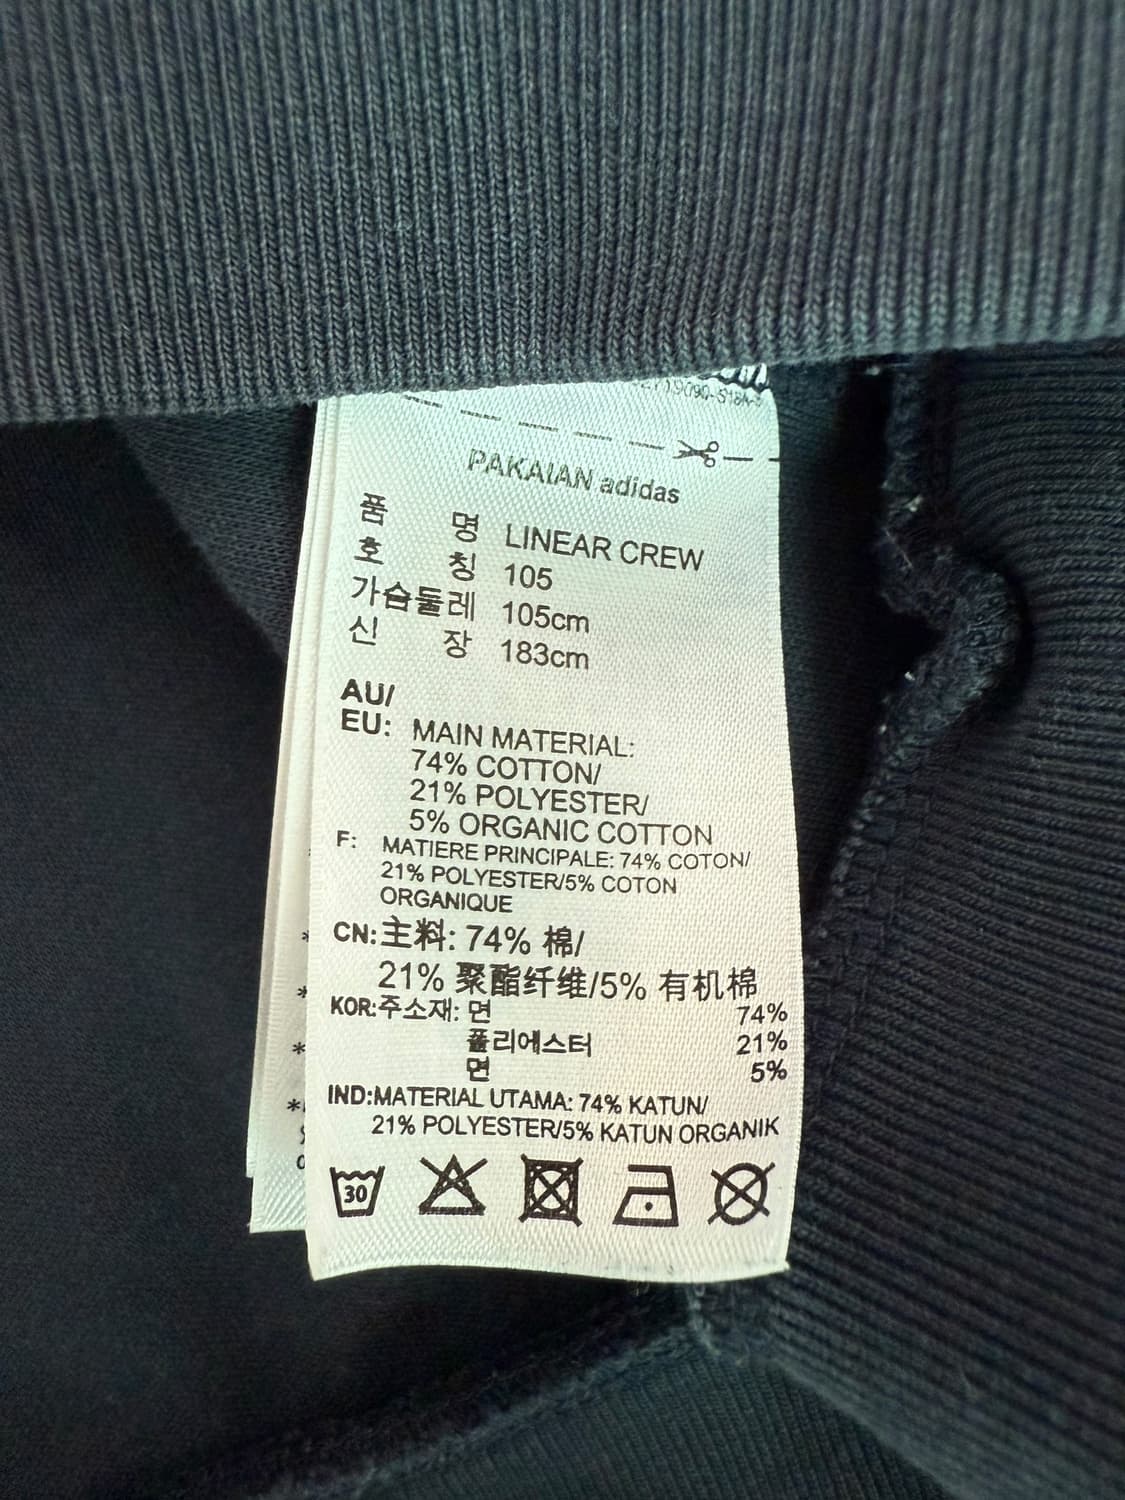 PAKAIAN adidas
품 명 LINEAR CREW
호 칭 105
가슴둘레 105cm
신 장 183cm
AU/
EU: MAIN MATERIAL:
74% COTTON/
21% POLYESTER/
5% ORGANIC COTTON
F: MATIERE PRINCIPALE: 74% COTON/
21% POLYESTER/5% COTON
ORGANIQUE
CN:主料: 74% 棉/
21% 聚酯纤维/5% 有机棉
KOR:주소재: 면 74%
폴리에스터 21%
면 5%
IND:MATERIAL UTAMA: 74% KATUN/
21% POLYESTER/5% KATUN ORGANIK
30